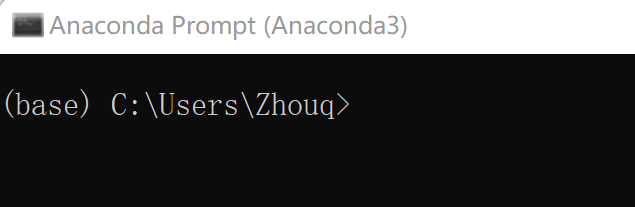 Anaconda Prompt (Anaconda3)
(base) C:\Users\Zhouq>